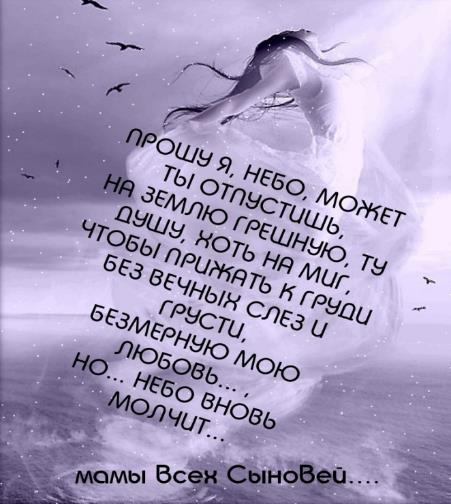 ПРОШУ Я, НЕБО, МОЖЕТ
ТЫ ОТПУСТИШЬ,
НА ЗЕМЛЮ ГРЕШНУЮ, ТУ
ДУШУ, ХОТЬ НА МИГ,
ЧТОБЫ ПРИЖАТЬ К ГРУДИ
БЕЗ ВЕЧНЫХ СЛЕЗ И
ГРУСТИ,
БЕЗМЕРНУЮ МОЮ
ЛЮБОВЬ... ,
НО... НЕБО ВНОВЬ
МОЛЧИТ...
мамы Всех СыноВей....